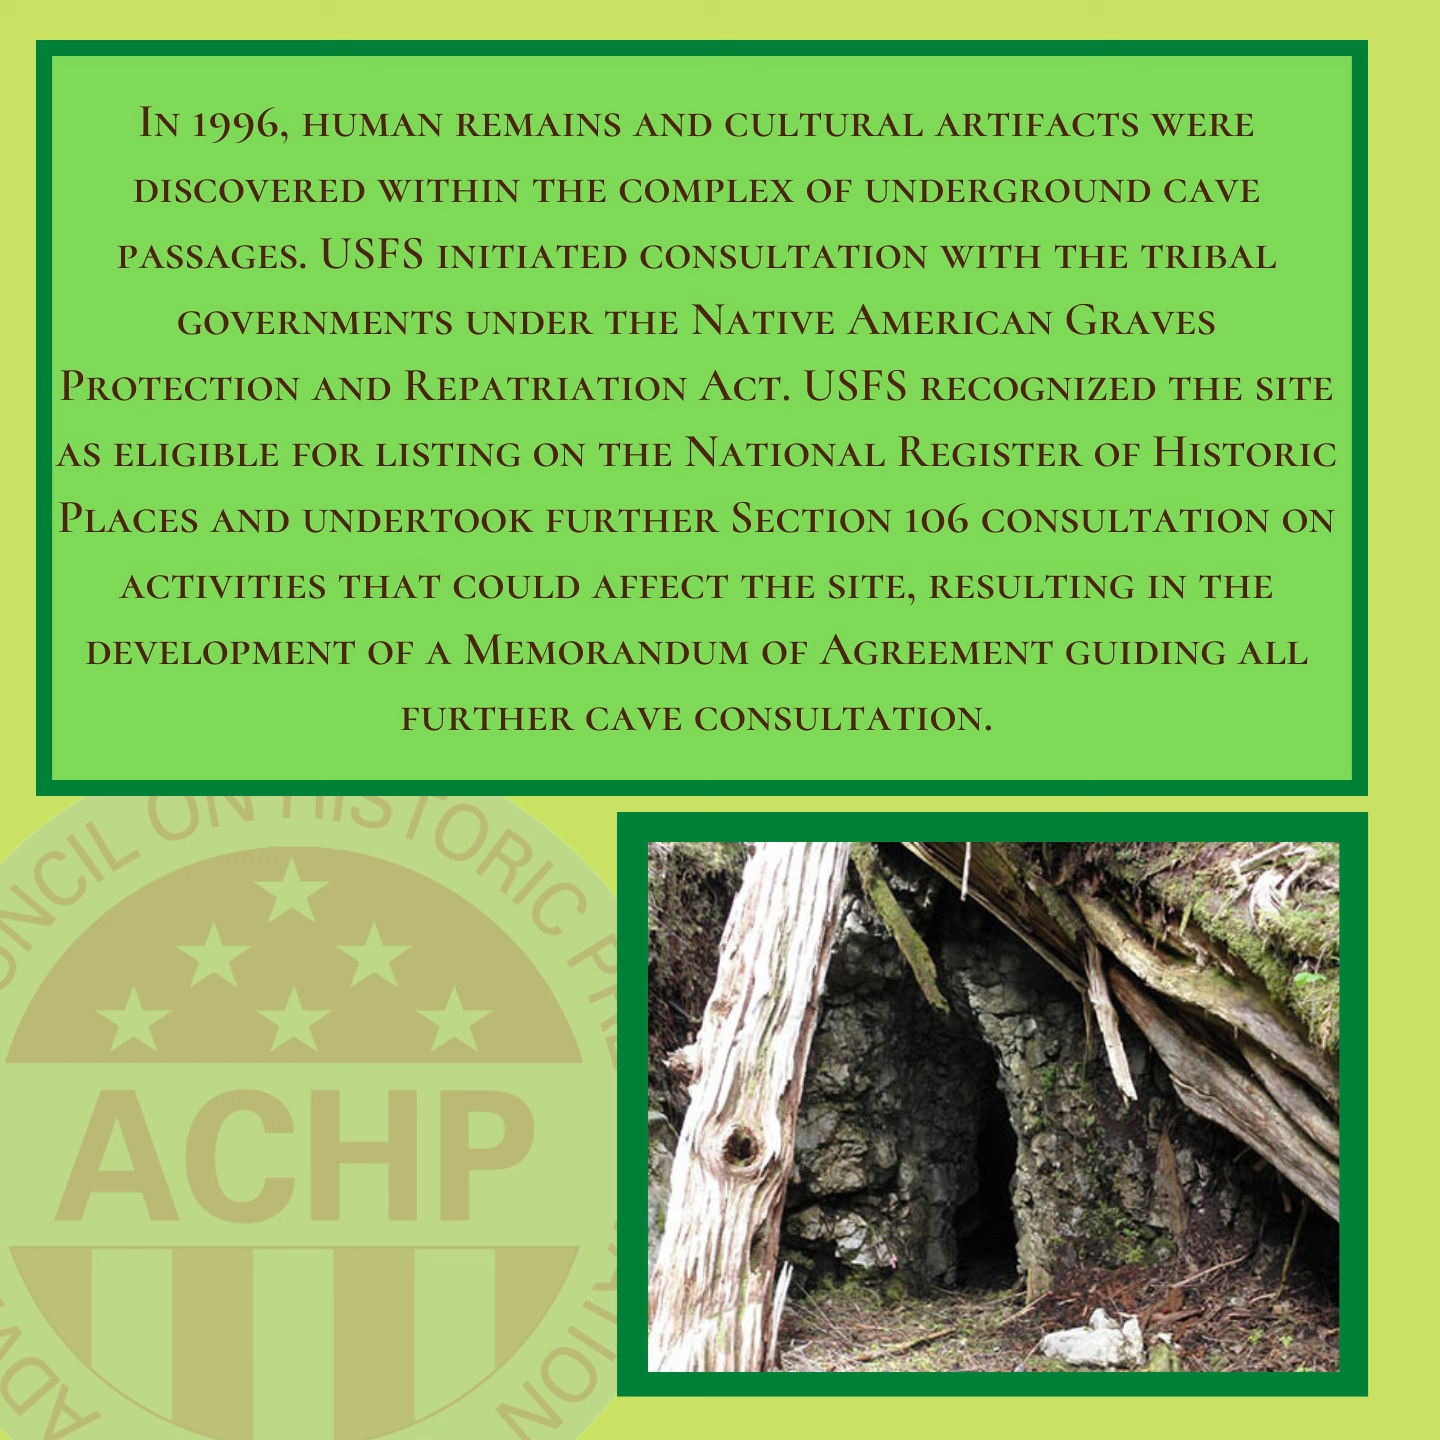 In 1996, human remains and cultural artifacts were
discovered within the complex of underground cave
passages. USFS initiated consultation with the tribal
governments under the Native American Graves
Protection and Repatriation Act. USFS recognized the site
as eligible for listing on the National Register of Historic
Places and undertook further Section 106 consultation on
activities that could affect the site, resulting in the
development of a Memorandum of Agreement guiding all
further cave consultation.
ON HISTORIC
ACHP